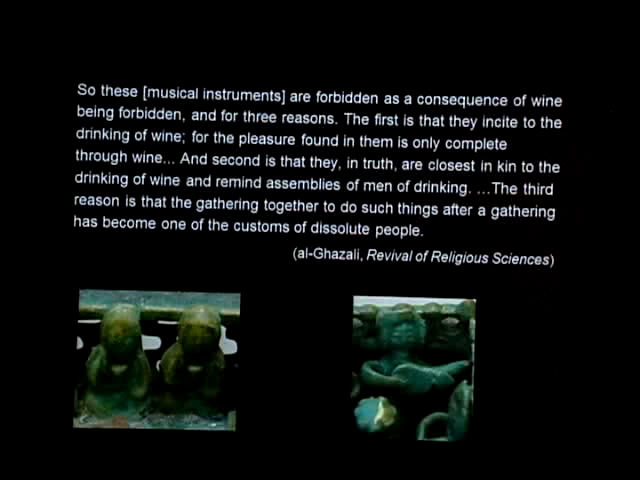 So these [musical instruments] are forbidden as a consequence of wine
being forbidden, and for three reasons. The first is that they incite to the
drinking of wine; for the pleasure found in them is only complete
through wine... And second is that they, in truth, are closest in kin to the
drinking of wine and remind assemblies of men of drinking. ...The third
reason is that the gathering together to do such things after a gathering
has become one of the customs of dissolute people.
(al-Ghazali, Revival of Religious Sciences)